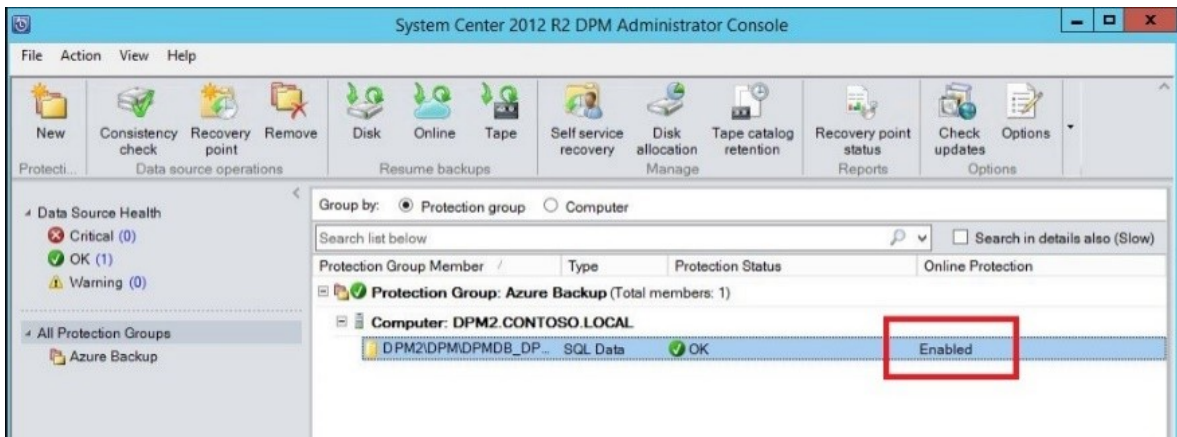 System Center 2012 R2 DPM Administrator Console
File Action View Help
New Consistency check Recovery point Remove Disk Online Tape Self service recovery Disk allocation Tape catalog retention Recovery point status Check updates Options
Protecti... Data source operations Resume backups Manage Reports Options
Data Source Health
Critical (0)
OK (1)
Warning (0)
All Protection Groups
Azure Backup
Group by: Protection group Computer
Search list below Search in details also (Slow)
Protection Group Member Type Protection Status Online Protection
Protection Group: Azure Backup (Total members: 1)
Computer: DPM2.CONTOSO.LOCAL
DPM2\DPM\DPMDB_DP... SQL Data OK Enabled